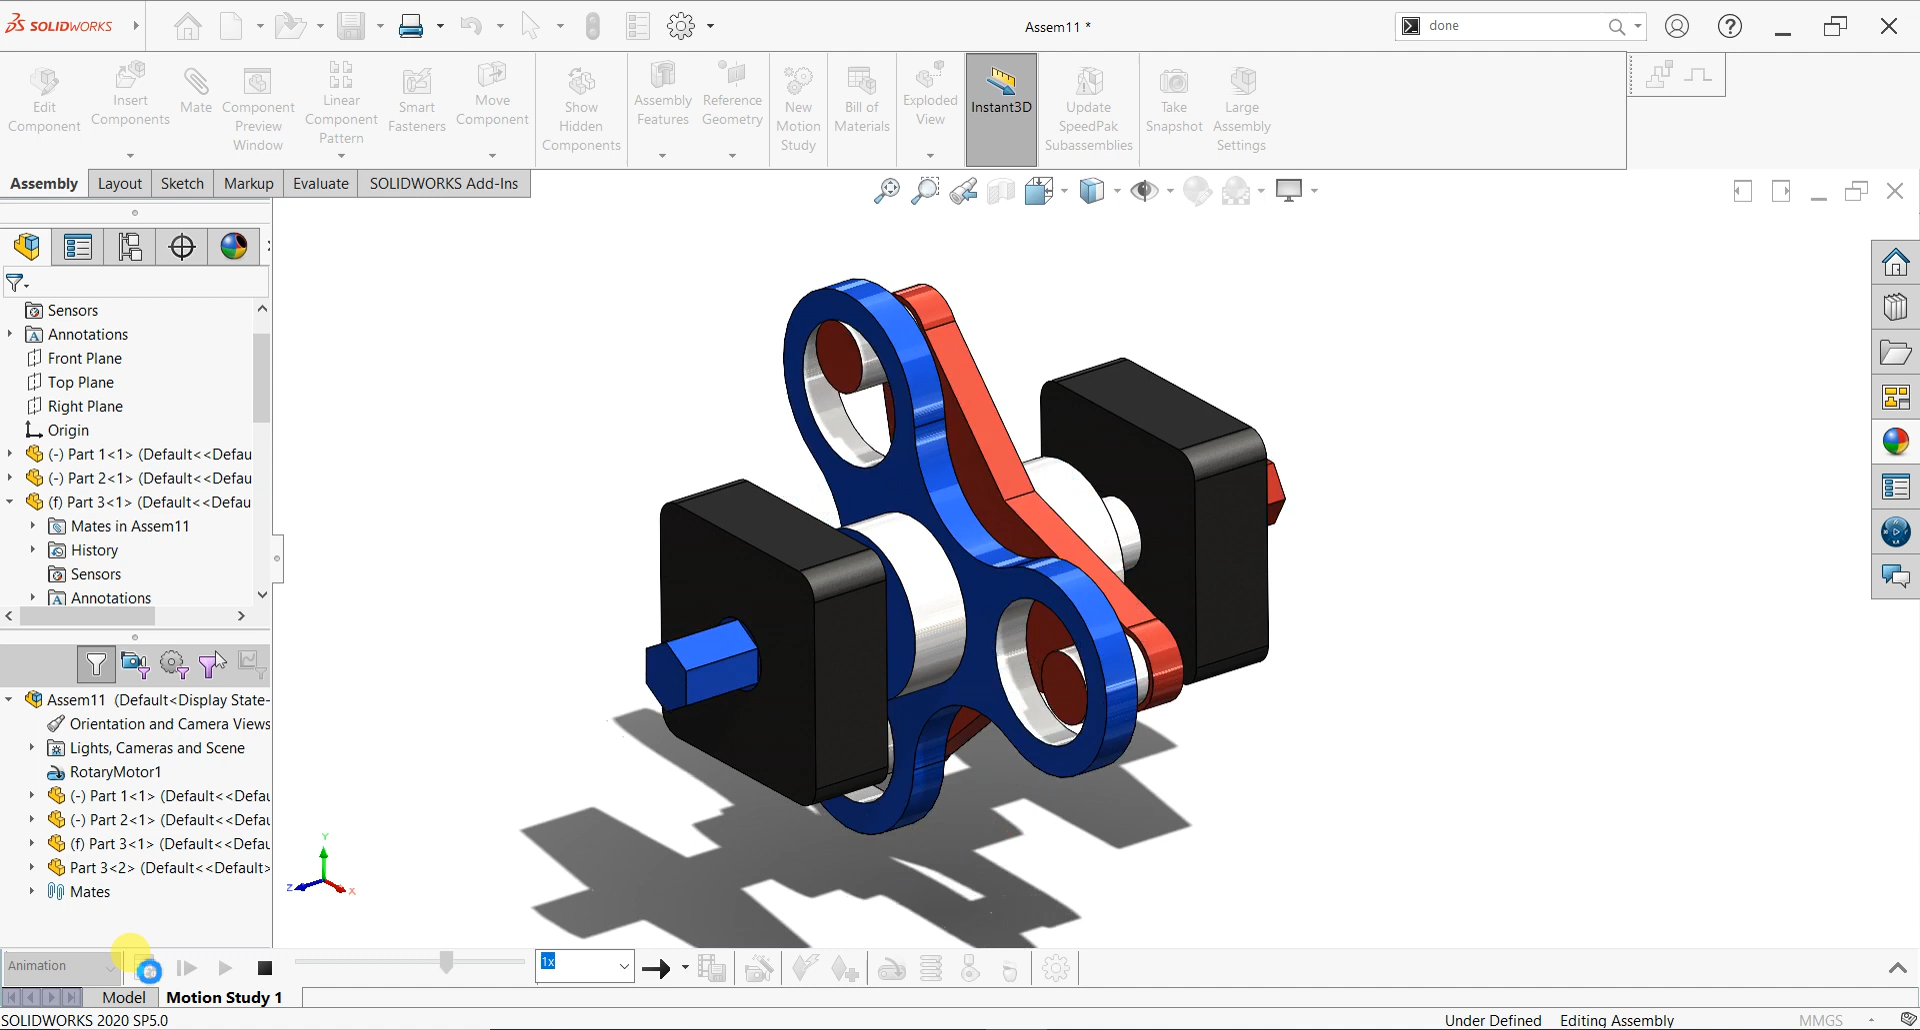 SOLIDWORKS
Assem11 *
done
Edit Component
Insert Components
Mate
Component Preview Window
Linear Component Pattern
Smart Fasteners
Move Component
Show Hidden Components
Assembly Features
Reference Geometry
New Motion Study
Bill of Materials
Exploded View
Instant3D
Update SpeedPak Subassemblies
Take Snapshot
Large Assembly Settings
Assembly
Layout
Sketch
Markup
Evaluate
SOLIDWORKS Add-Ins
Sensors
Annotations
Front Plane
Top Plane
Right Plane
Origin
(-) Part 1<1> (Default<<Defau
(-) Part 2<1> (Default<<Defau
(f) Part 3<1> (Default<<Defau
Mates in Assem11
History
Sensors
Annotations
Assem11 (Default<Display State-
Orientation and Camera Views
Lights, Cameras and Scene
RotaryMotor1
(-) Part 1<1> (Default<<Defau
(-) Part 2<1> (Default<<Defau
(f) Part 3<1> (Default<<Defau
Part 3<2> (Default<<Default>
Mates
Y
Z
X
Animation
1x
Model
Motion Study 1
SOLIDWORKS 2020 SP5.0
Under Defined
Editing Assembly
MMGS